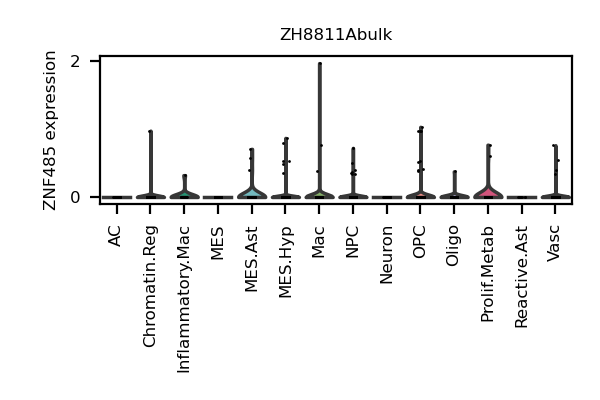 ZH8811Abulk
ZNF485 expression
2
0
AC
Chromatin.Reg
Inflammatory.Mac
MES
MES.Ast
MES.Hyp
Mac
NPC
Neuron
OPC
Oligo
Prolif.Metab
Reactive.Ast
Vasc